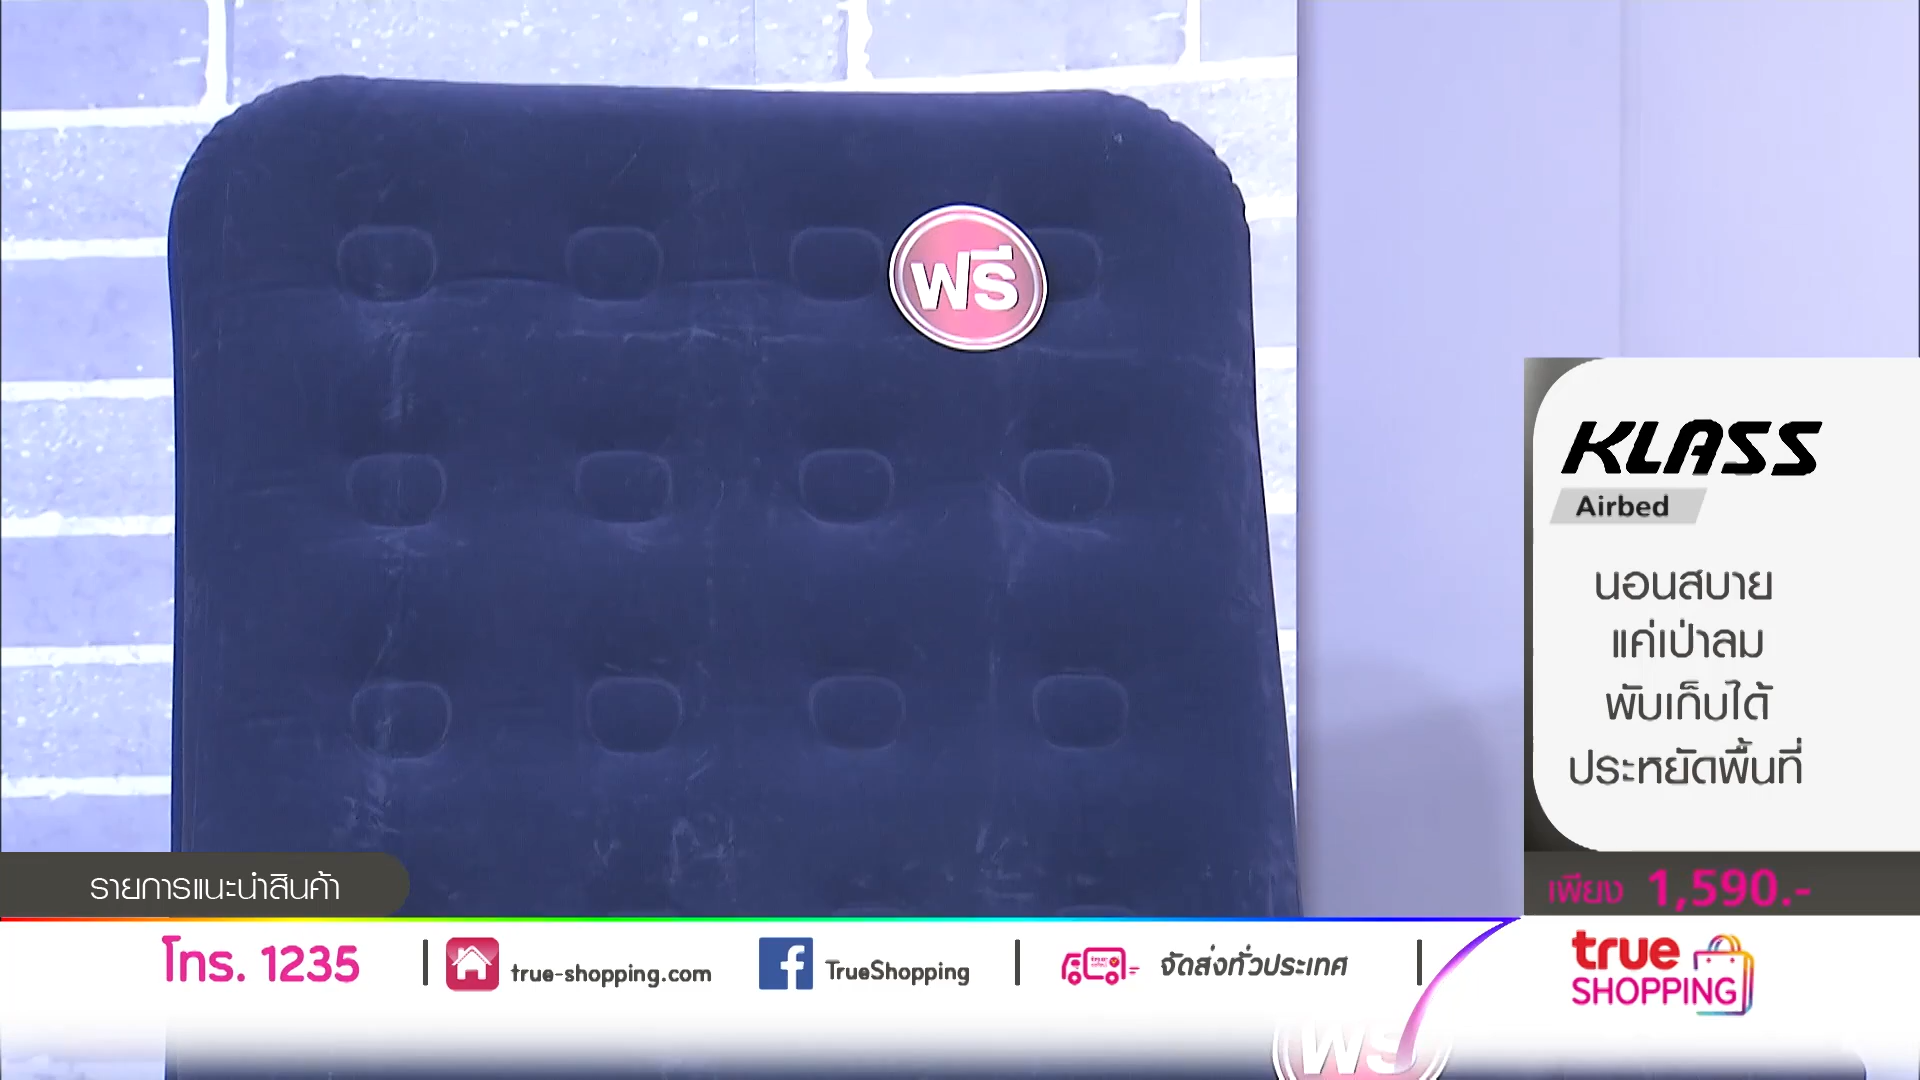 ฟรี
KLASS
Airbed
นอนสบาย
แค่เป่าลม
พับเก็บได้
ประหยัดพื้นที่
เพียง 1,590.-
รายการแนะนำสินค้า
โทร. 1235
true-shopping.com
TrueShopping
จัดส่งทั่วประเทศ
true
SHOPPING
ฟรี